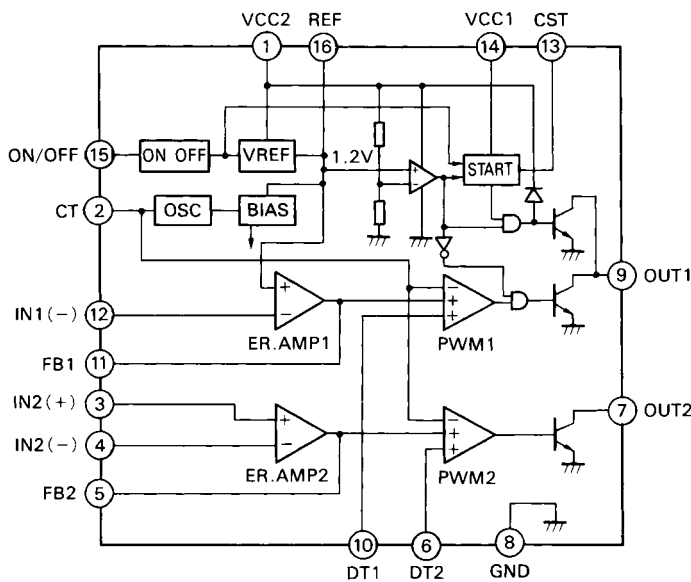 VCC2 REF VCC1 CST
1 16 14 13
ON/OFF 15 ON OFF VREF 1.2V + − START
CT 2 OSC BIAS
9 OUT1
IN1(−) 12 + − ER.AMP1 − + + PWM1
FB1 11
IN2(+) 3
7 OUT2
IN2(−) 4 + − ER.AMP2 − + + PWM2
FB2 5
10 6 8
DT1 DT2 GND